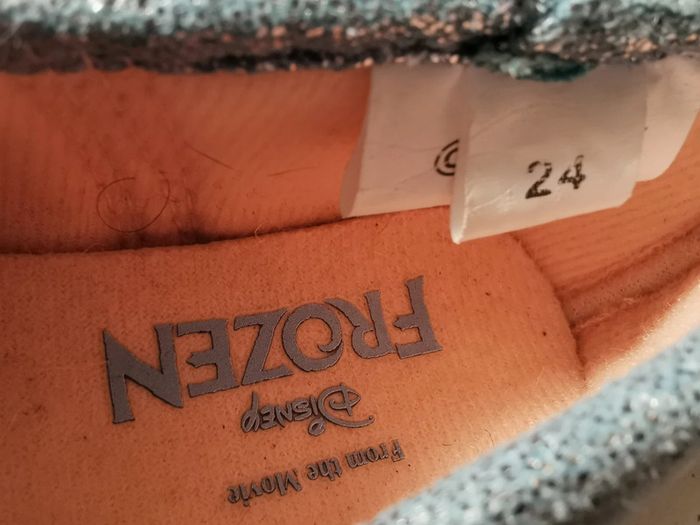 ©
24
From the Movie
Disney
FROZEN